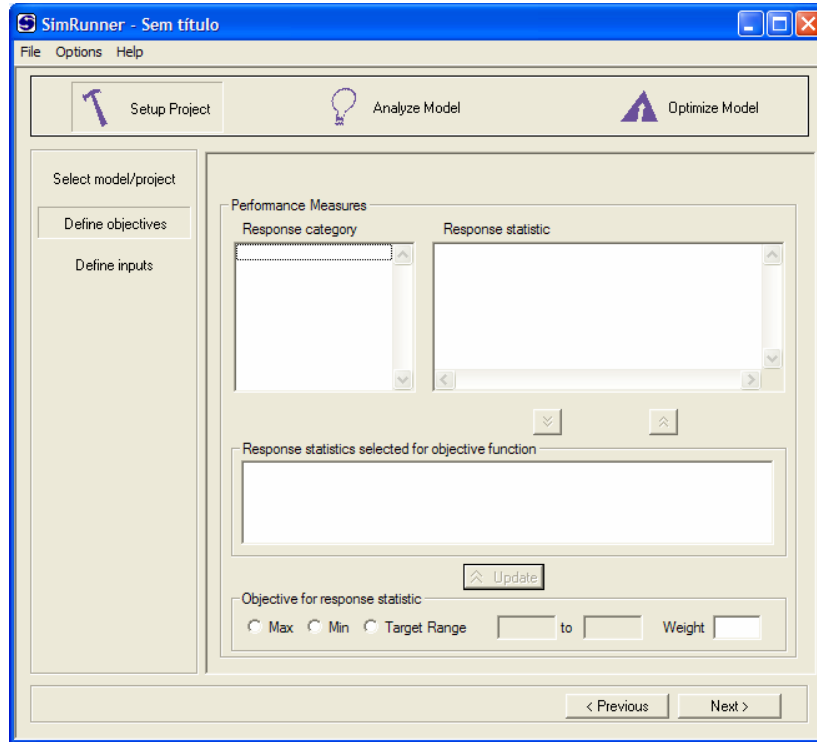 SimRunner - Sem título
File Options Help
Setup Project Analyze Model Optimize Model
Select model/project
Define objectives
Define inputs
Performance Measures
Response category Response statistic
Response statistics selected for objective function
Update
Objective for response statistic
Max Min Target Range to Weight
< Previous Next >